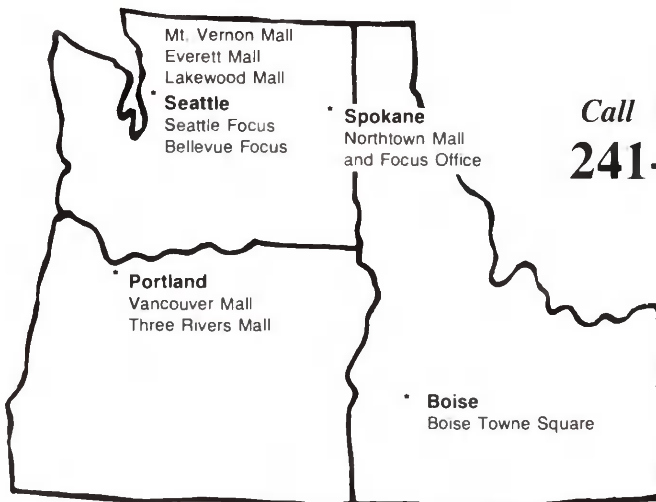 Mt. Vernon Mall
Everett Mall
Lakewood Mall
* Seattle
Seattle Focus
Bellevue Focus
* Spokane
Northtown Mall
and Focus Office
Call
241-
* Portland
Vancouver Mall
Three Rivers Mall
* Boise
Boise Towne Square